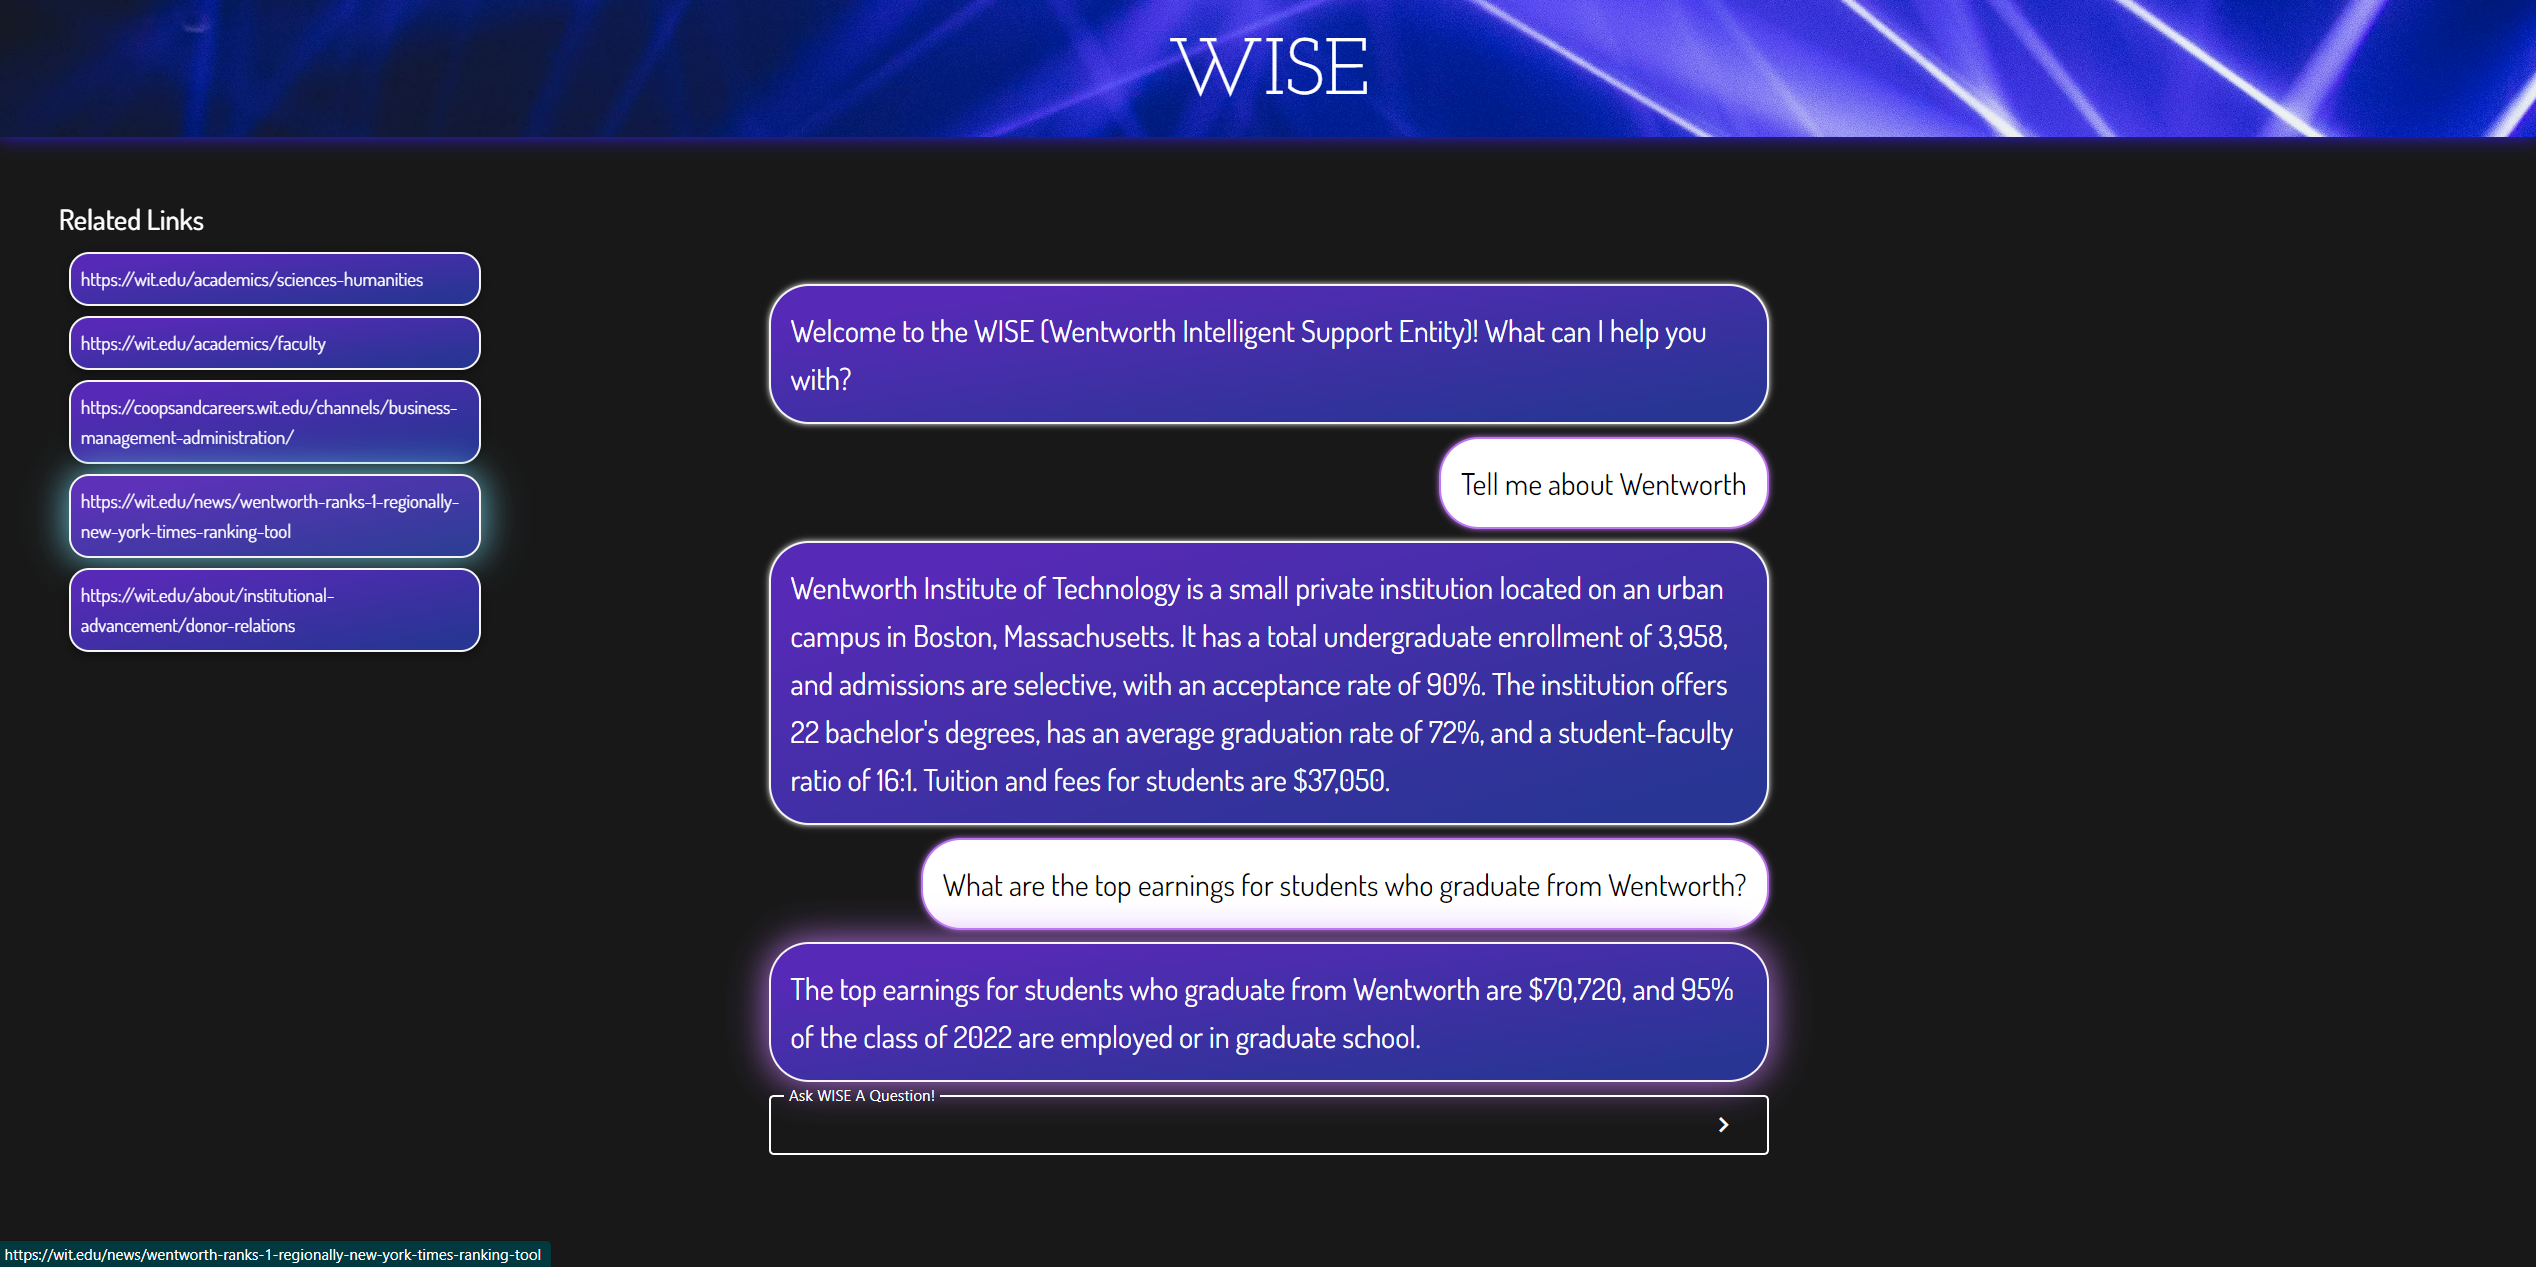 WISE
Related Links
https://wit.edu/academics/sciences-humanities
https://wit.edu/academics/faculty
https://coopsandcareers.wit.edu/channels/business-
management-administration/
https://wit.edu/news/wentworth-ranks-1-regionally-
new-york-times-ranking-tool
https://wit.edu/about/institutional-
advancement/donor-relations
Welcome to the WISE (Wentworth Intelligent Support Entity)! What can I help you
with?
Tell me about Wentworth
Wentworth Institute of Technology is a small private institution located on an urban
campus in Boston, Massachusetts. It has a total undergraduate enrollment of 3,958,
and admissions are selective, with an acceptance rate of 90%. The institution offers
22 bachelor's degrees, has an average graduation rate of 72%, and a student-faculty
ratio of 16:1. Tuition and fees for students are $37,050.
What are the top earnings for students who graduate from Wentworth?
The top earnings for students who graduate from Wentworth are $70,720, and 95%
of the class of 2022 are employed or in graduate school.
Ask WISE A Question!
https://wit.edu/news/wentworth-ranks-1-regionally-new-york-times-ranking-tool